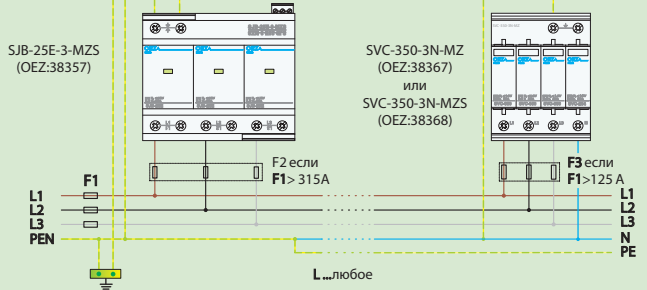 SJB-25E-3-MZS
(OEZ:38357)
SVC-350-3N-MZ
(OEZ:38367)
или
SVC-350-3N-MZS
(OEZ:38368)
F2 если
F1> 315A
F3 если
F1>125 A
F1
L1
L2
L3
PEN
L1
L2
L3
N
PE
L ...любое